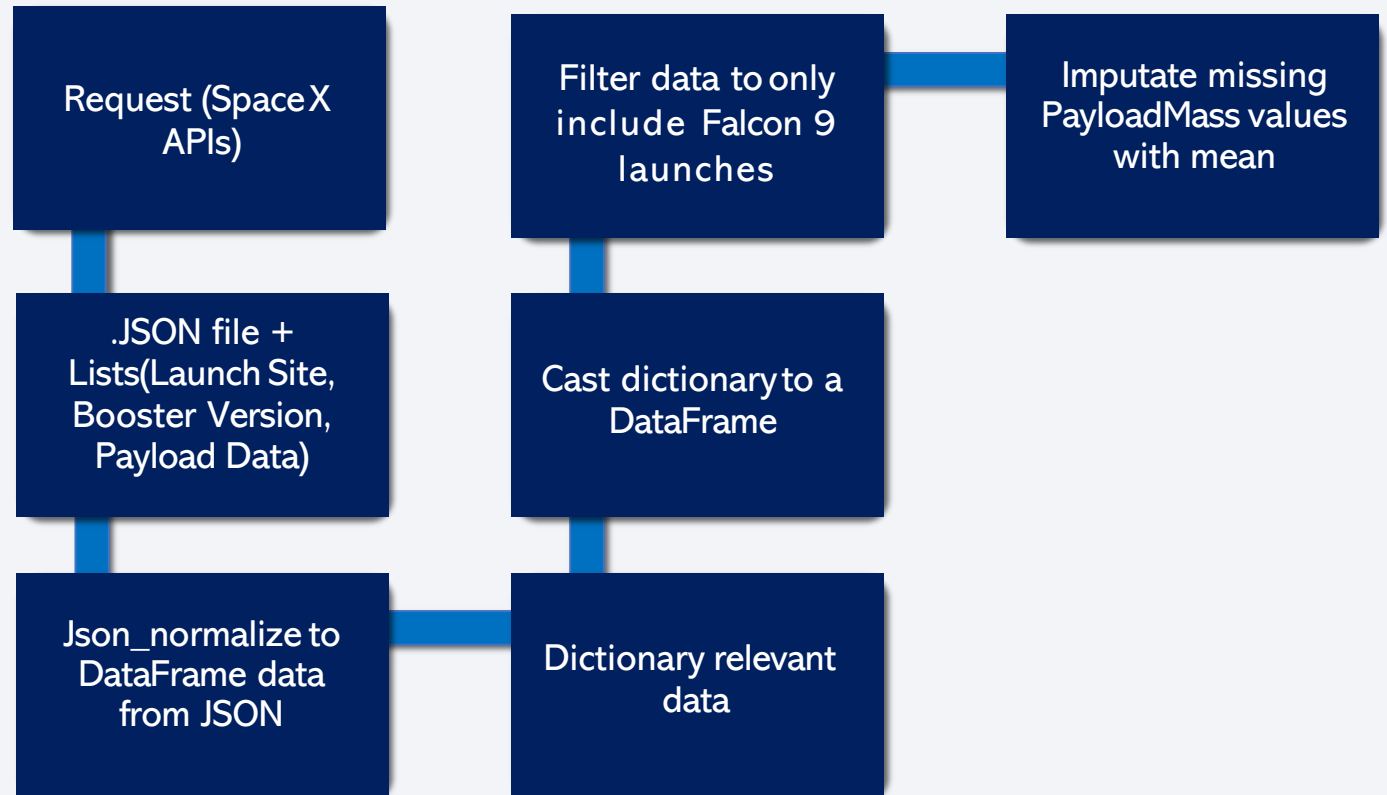 Request (Space X
APIs)
.JSON file +
Lists(Launch Site,
Booster Version,
Payload Data)
Json_normalize to
DataFrame data
from JSON
Dictionary relevant
data
Cast dictionary to a
DataFrame
Filter data to only
include Falcon 9
launches
Imputate missing
PayloadMass values
with mean